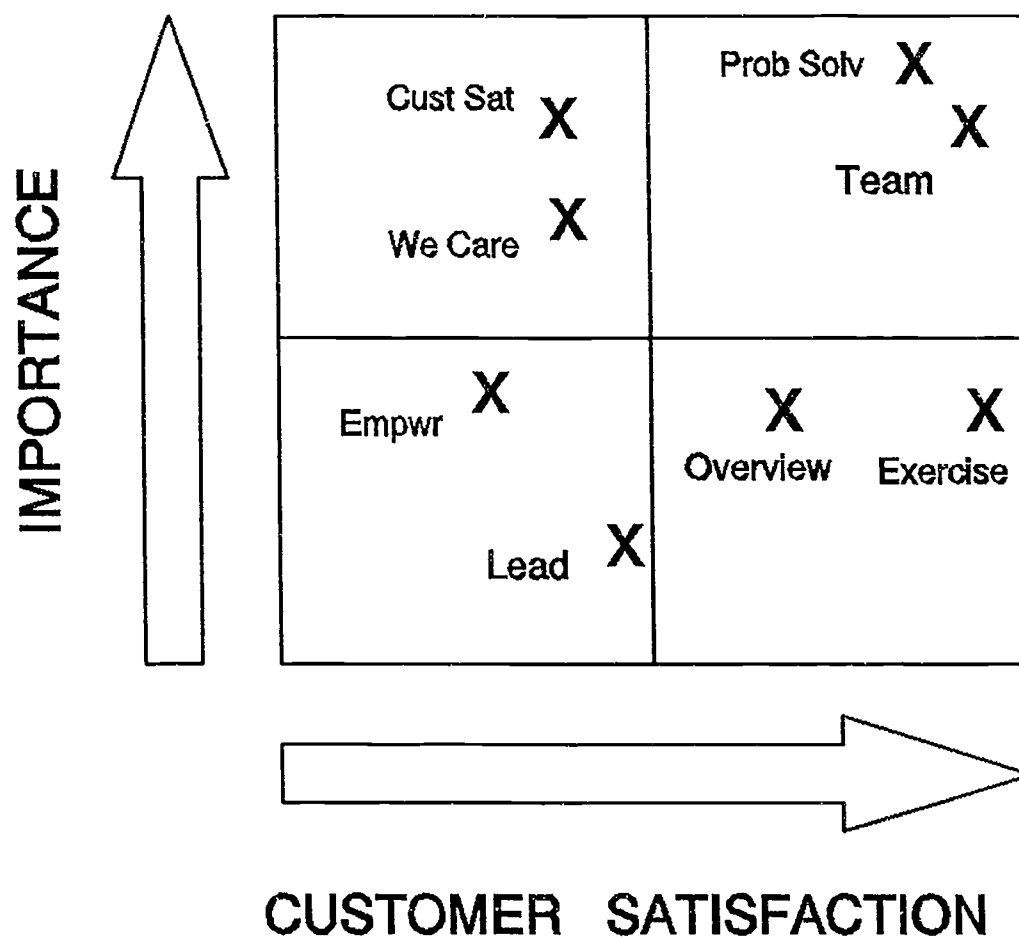 Prob Solv X
Cust Sat X
X
Team
X
We Care
IMPORTANCE
X
Empwr
X
X
Overview
Exercise
X
Lead
CUSTOMER SATISFACTION